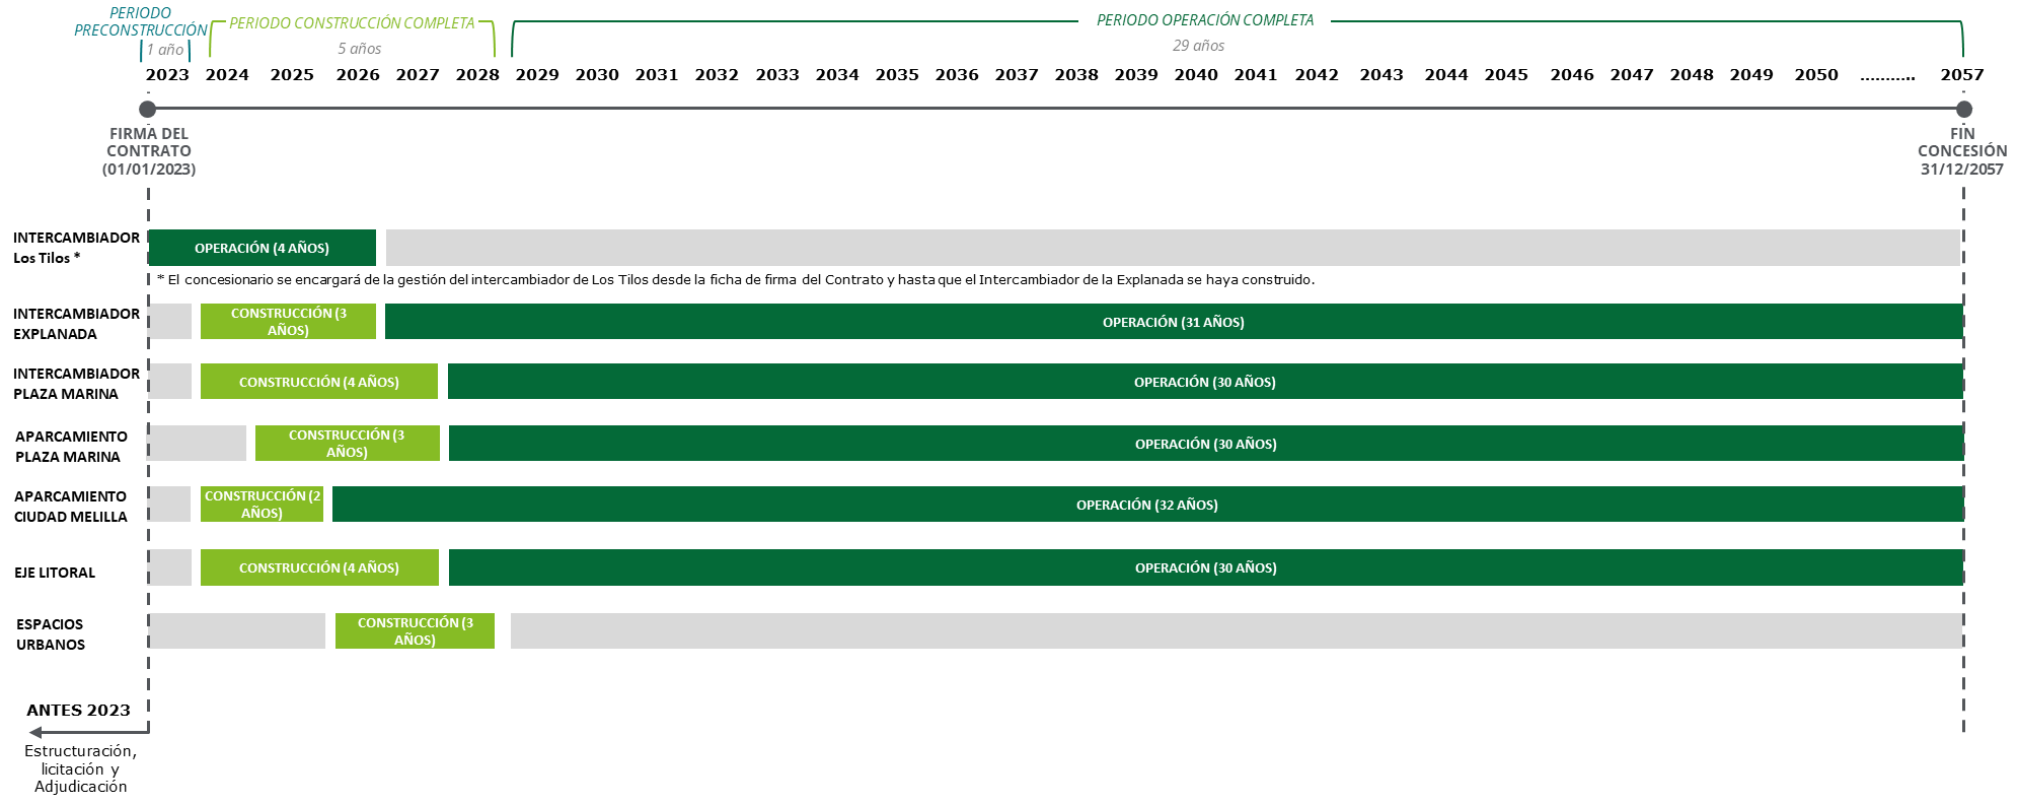 PERIODO
PRECONSTRUCCIÓN
1 año
PERIODO CONSTRUCCIÓN COMPLETA
5 años
PERIODO OPERACIÓN COMPLETA
29 años
2023 2024 2025 2026 2027 2028 2029 2030 2031 2032 2033 2034 2035 2036 2037 2038 2039 2040 2041 2042 2043 2044 2045 2046 2047 2048 2049 2050 ……….. 2057
FIRMA DEL
CONTRATO
(01/01/2023)
FIN
CONCESIÓN
31/12/2057
INTERCAMBIADOR
Los Tilos *
OPERACIÓN (4 AÑOS)
* El concesionario se encargará de la gestión del intercambiador de Los Tilos desde la ficha de firma del Contrato y hasta que el Intercambiador de la Explanada se haya construido.
INTERCAMBIADOR
EXPLANADA
CONSTRUCCIÓN (3
AÑOS)
OPERACIÓN (31 AÑOS)
INTERCAMBIADOR
PLAZA MARINA
CONSTRUCCIÓN (4 AÑOS)
OPERACIÓN (30 AÑOS)
APARCAMIENTO
PLAZA MARINA
CONSTRUCCIÓN (3
AÑOS)
OPERACIÓN (30 AÑOS)
APARCAMIENTO
CIUDAD MELILLA
CONSTRUCCIÓN (2
AÑOS)
OPERACIÓN (32 AÑOS)
EJE LITORAL
CONSTRUCCIÓN (4 AÑOS)
OPERACIÓN (30 AÑOS)
ESPACIOS
URBANOS
CONSTRUCCIÓN (3
AÑOS)
ANTES 2023
Estructuración,
licitación y
Adjudicación